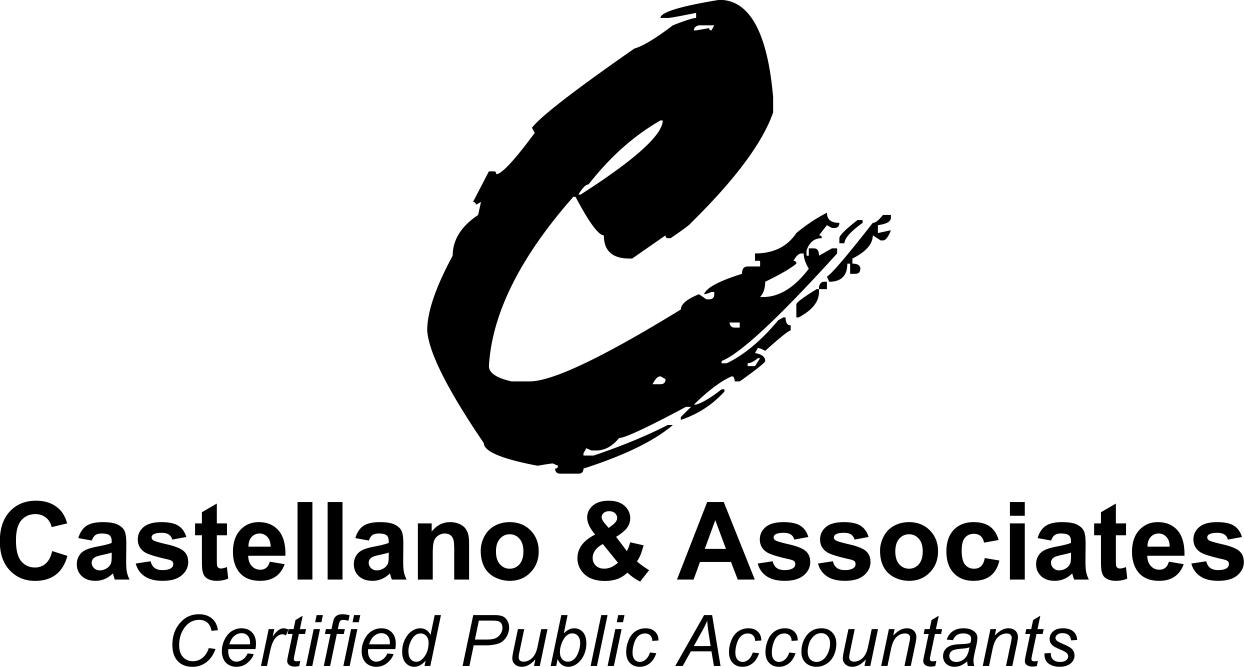 C
Castellano & Associates
Certified Public Accountants